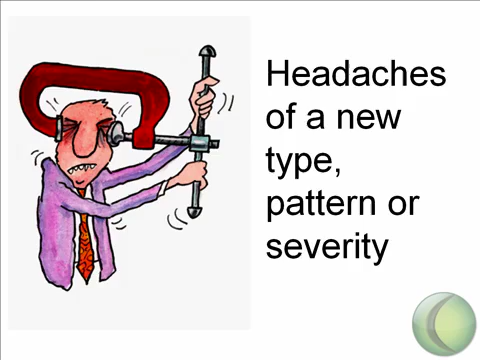 Headaches
of a new
type,
pattern or
severity